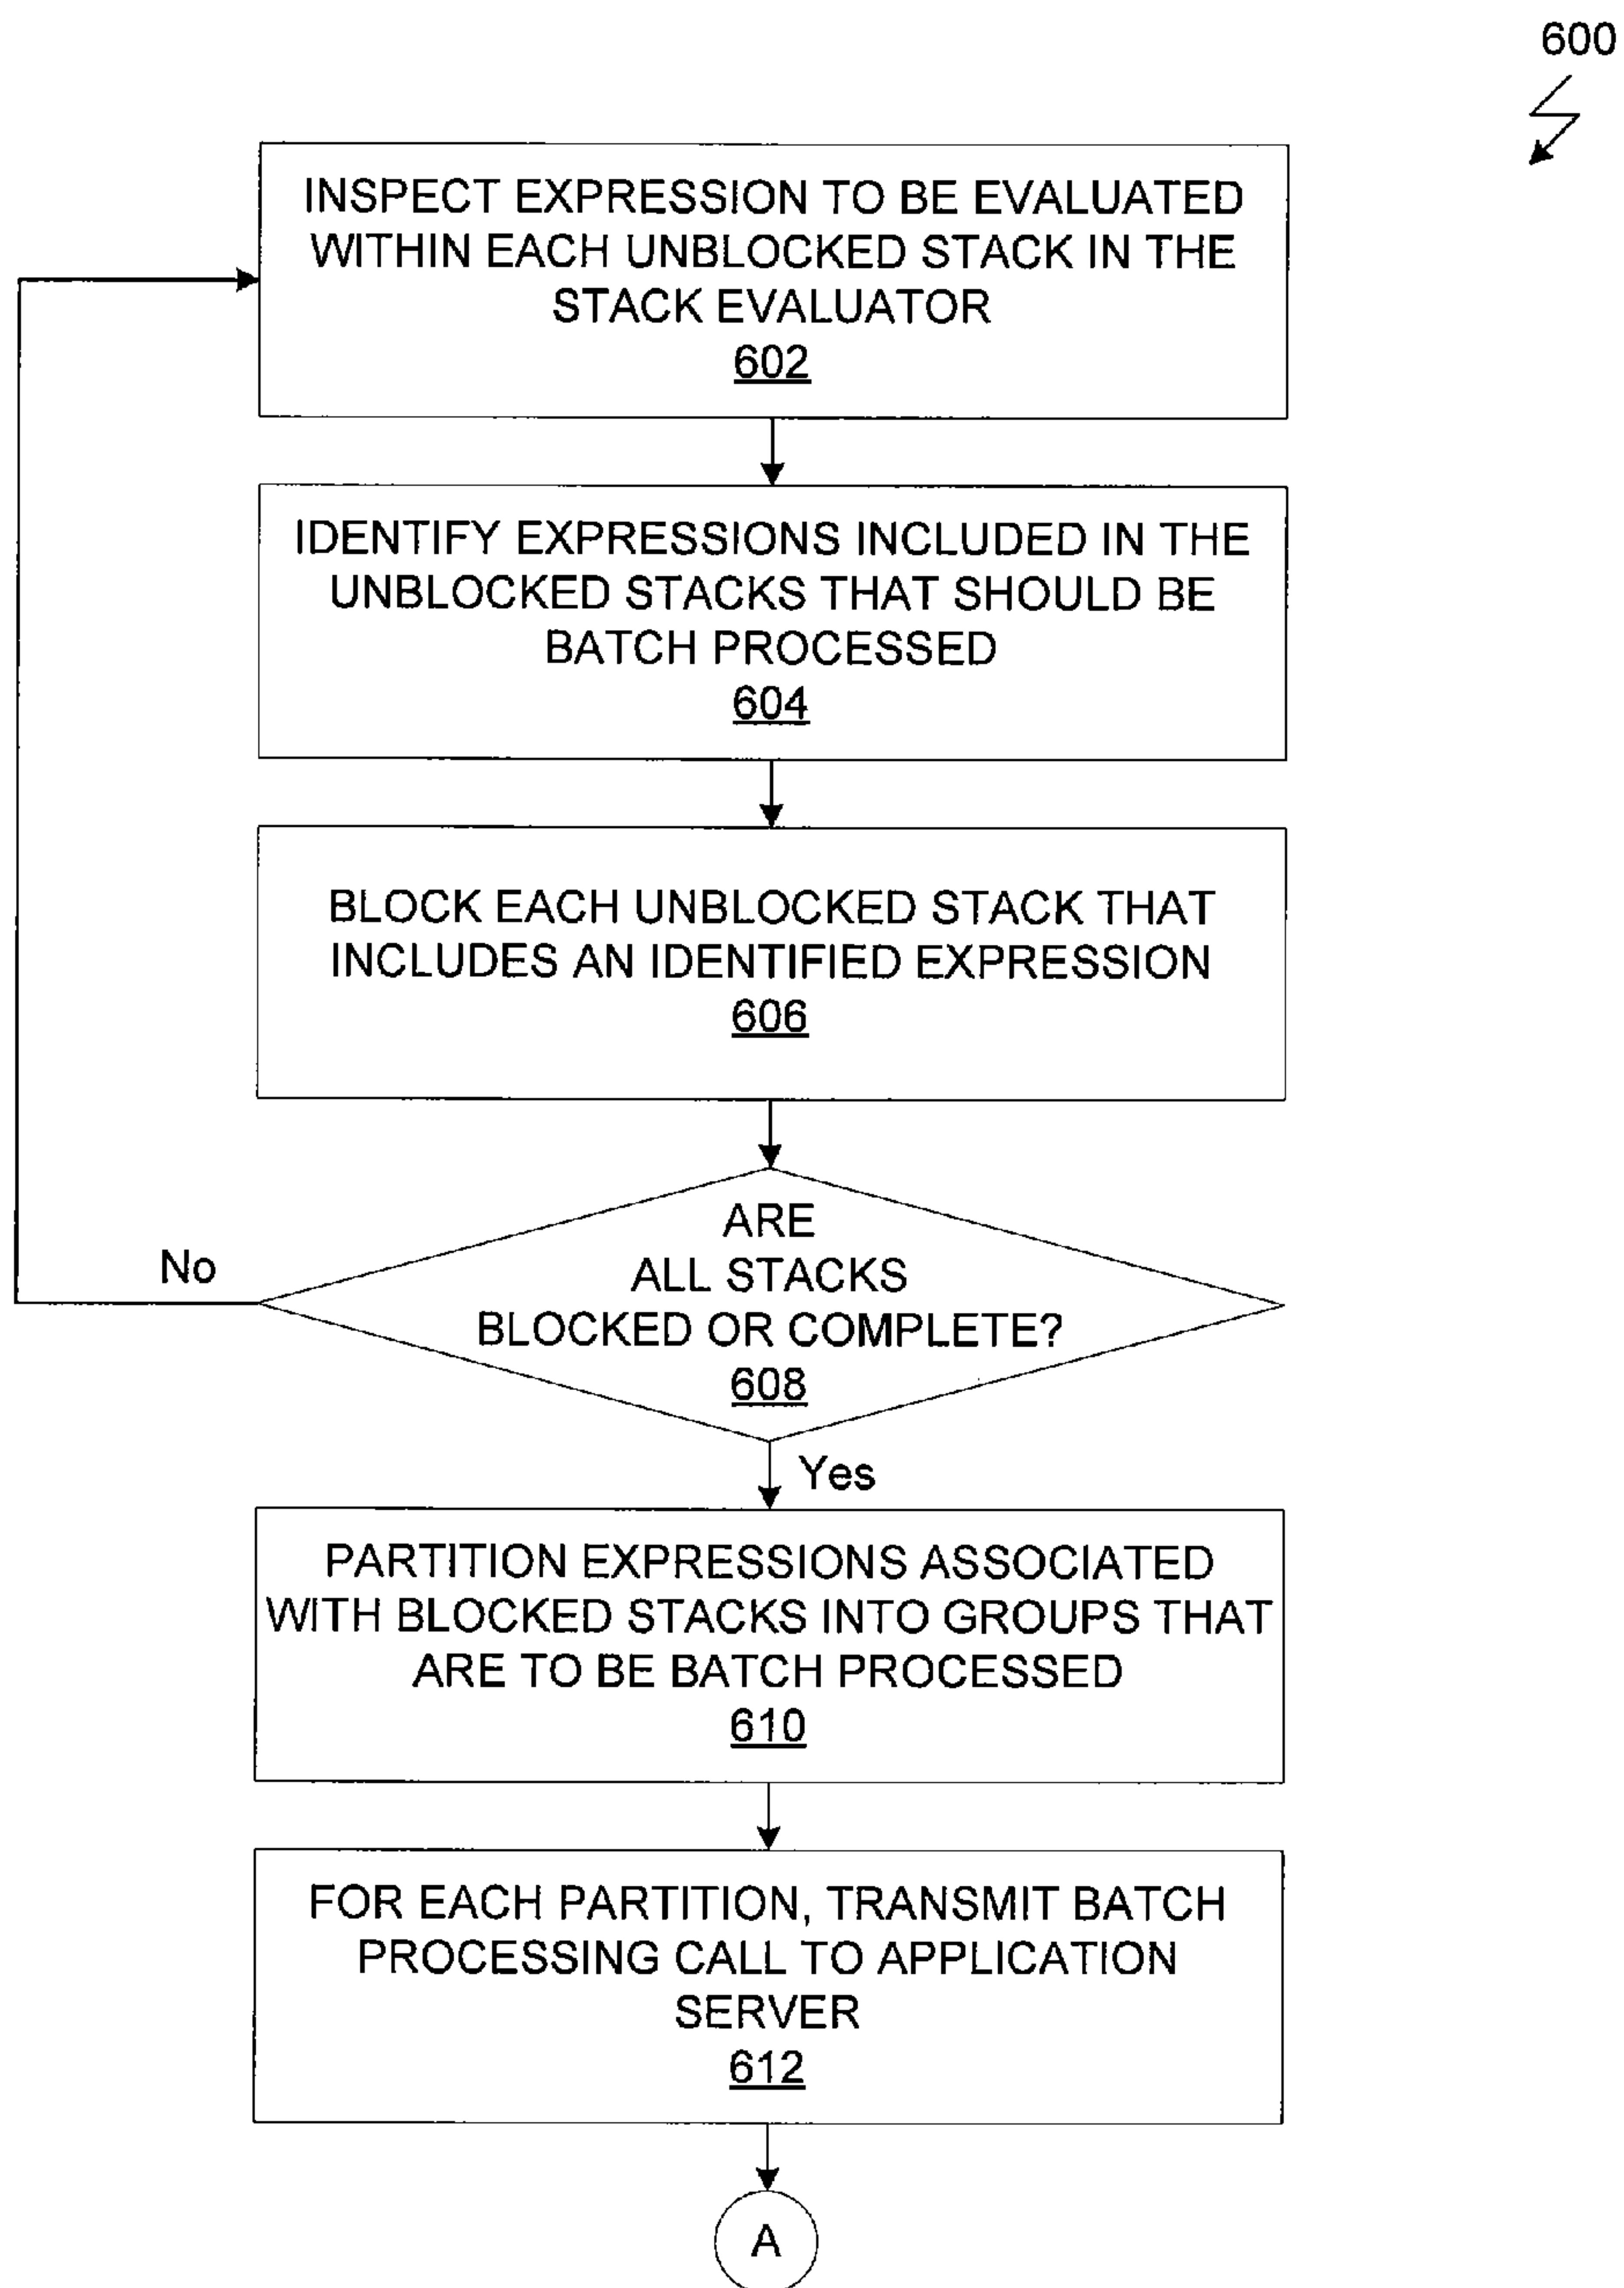 600
INSPECT EXPRESSION TO BE EVALUATED
WITHIN EACH UNBLOCKED STACK IN THE
STACK EVALUATOR
602
IDENTIFY EXPRESSIONS INCLUDED IN THE
UNBLOCKED STACKS THAT SHOULD BE
BATCH PROCESSED
604
BLOCK EACH UNBLOCKED STACK THAT
INCLUDES AN IDENTIFIED EXPRESSION
606
ARE
ALL STACKS
BLOCKED OR COMPLETE?
608
No
Yes
PARTITION EXPRESSIONS ASSOCIATED
WITH BLOCKED STACKS INTO GROUPS THAT
ARE TO BE BATCH PROCESSED
610
FOR EACH PARTITION, TRANSMIT BATCH
PROCESSING CALL TO APPLICATION
SERVER
612
A